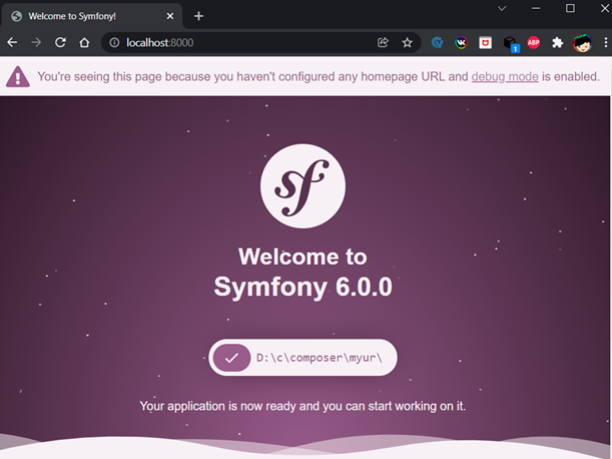 Welcome to Symfony!
localhost:8000
ABP
1
You're seeing this page because you haven't configured any homepage URL and debug mode is enabled.
sf
Welcome to
Symfony 6.0.0
D:\c\composer\myur\
Your application is now ready and you can start working on it.